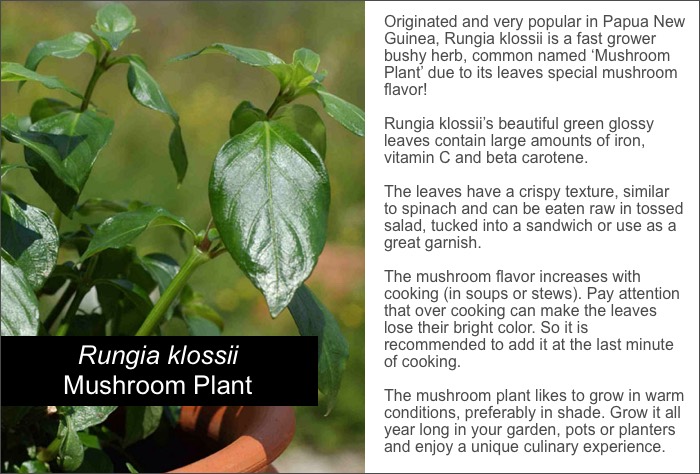 Rungia klossii
Mushroom Plant
Originated and very popular in Papua New
Guinea, Rungia klossii is a fast grower
bushy herb, common named ‘Mushroom
Plant’ due to its leaves special mushroom
flavor!
Rungia klossii’s beautiful green glossy
leaves contain large amounts of iron,
vitamin C and beta carotene.
The leaves have a crispy texture, similar
to spinach and can be eaten raw in tossed
salad, tucked into a sandwich or use as a
great garnish.
The mushroom flavor increases with
cooking (in soups or stews). Pay attention
that over cooking can make the leaves
lose their bright color. So it is
recommended to add it at the last minute
of cooking.
The mushroom plant likes to grow in warm
conditions, preferably in shade. Grow it all
year long in your garden, pots or planters
and enjoy a unique culinary experience.